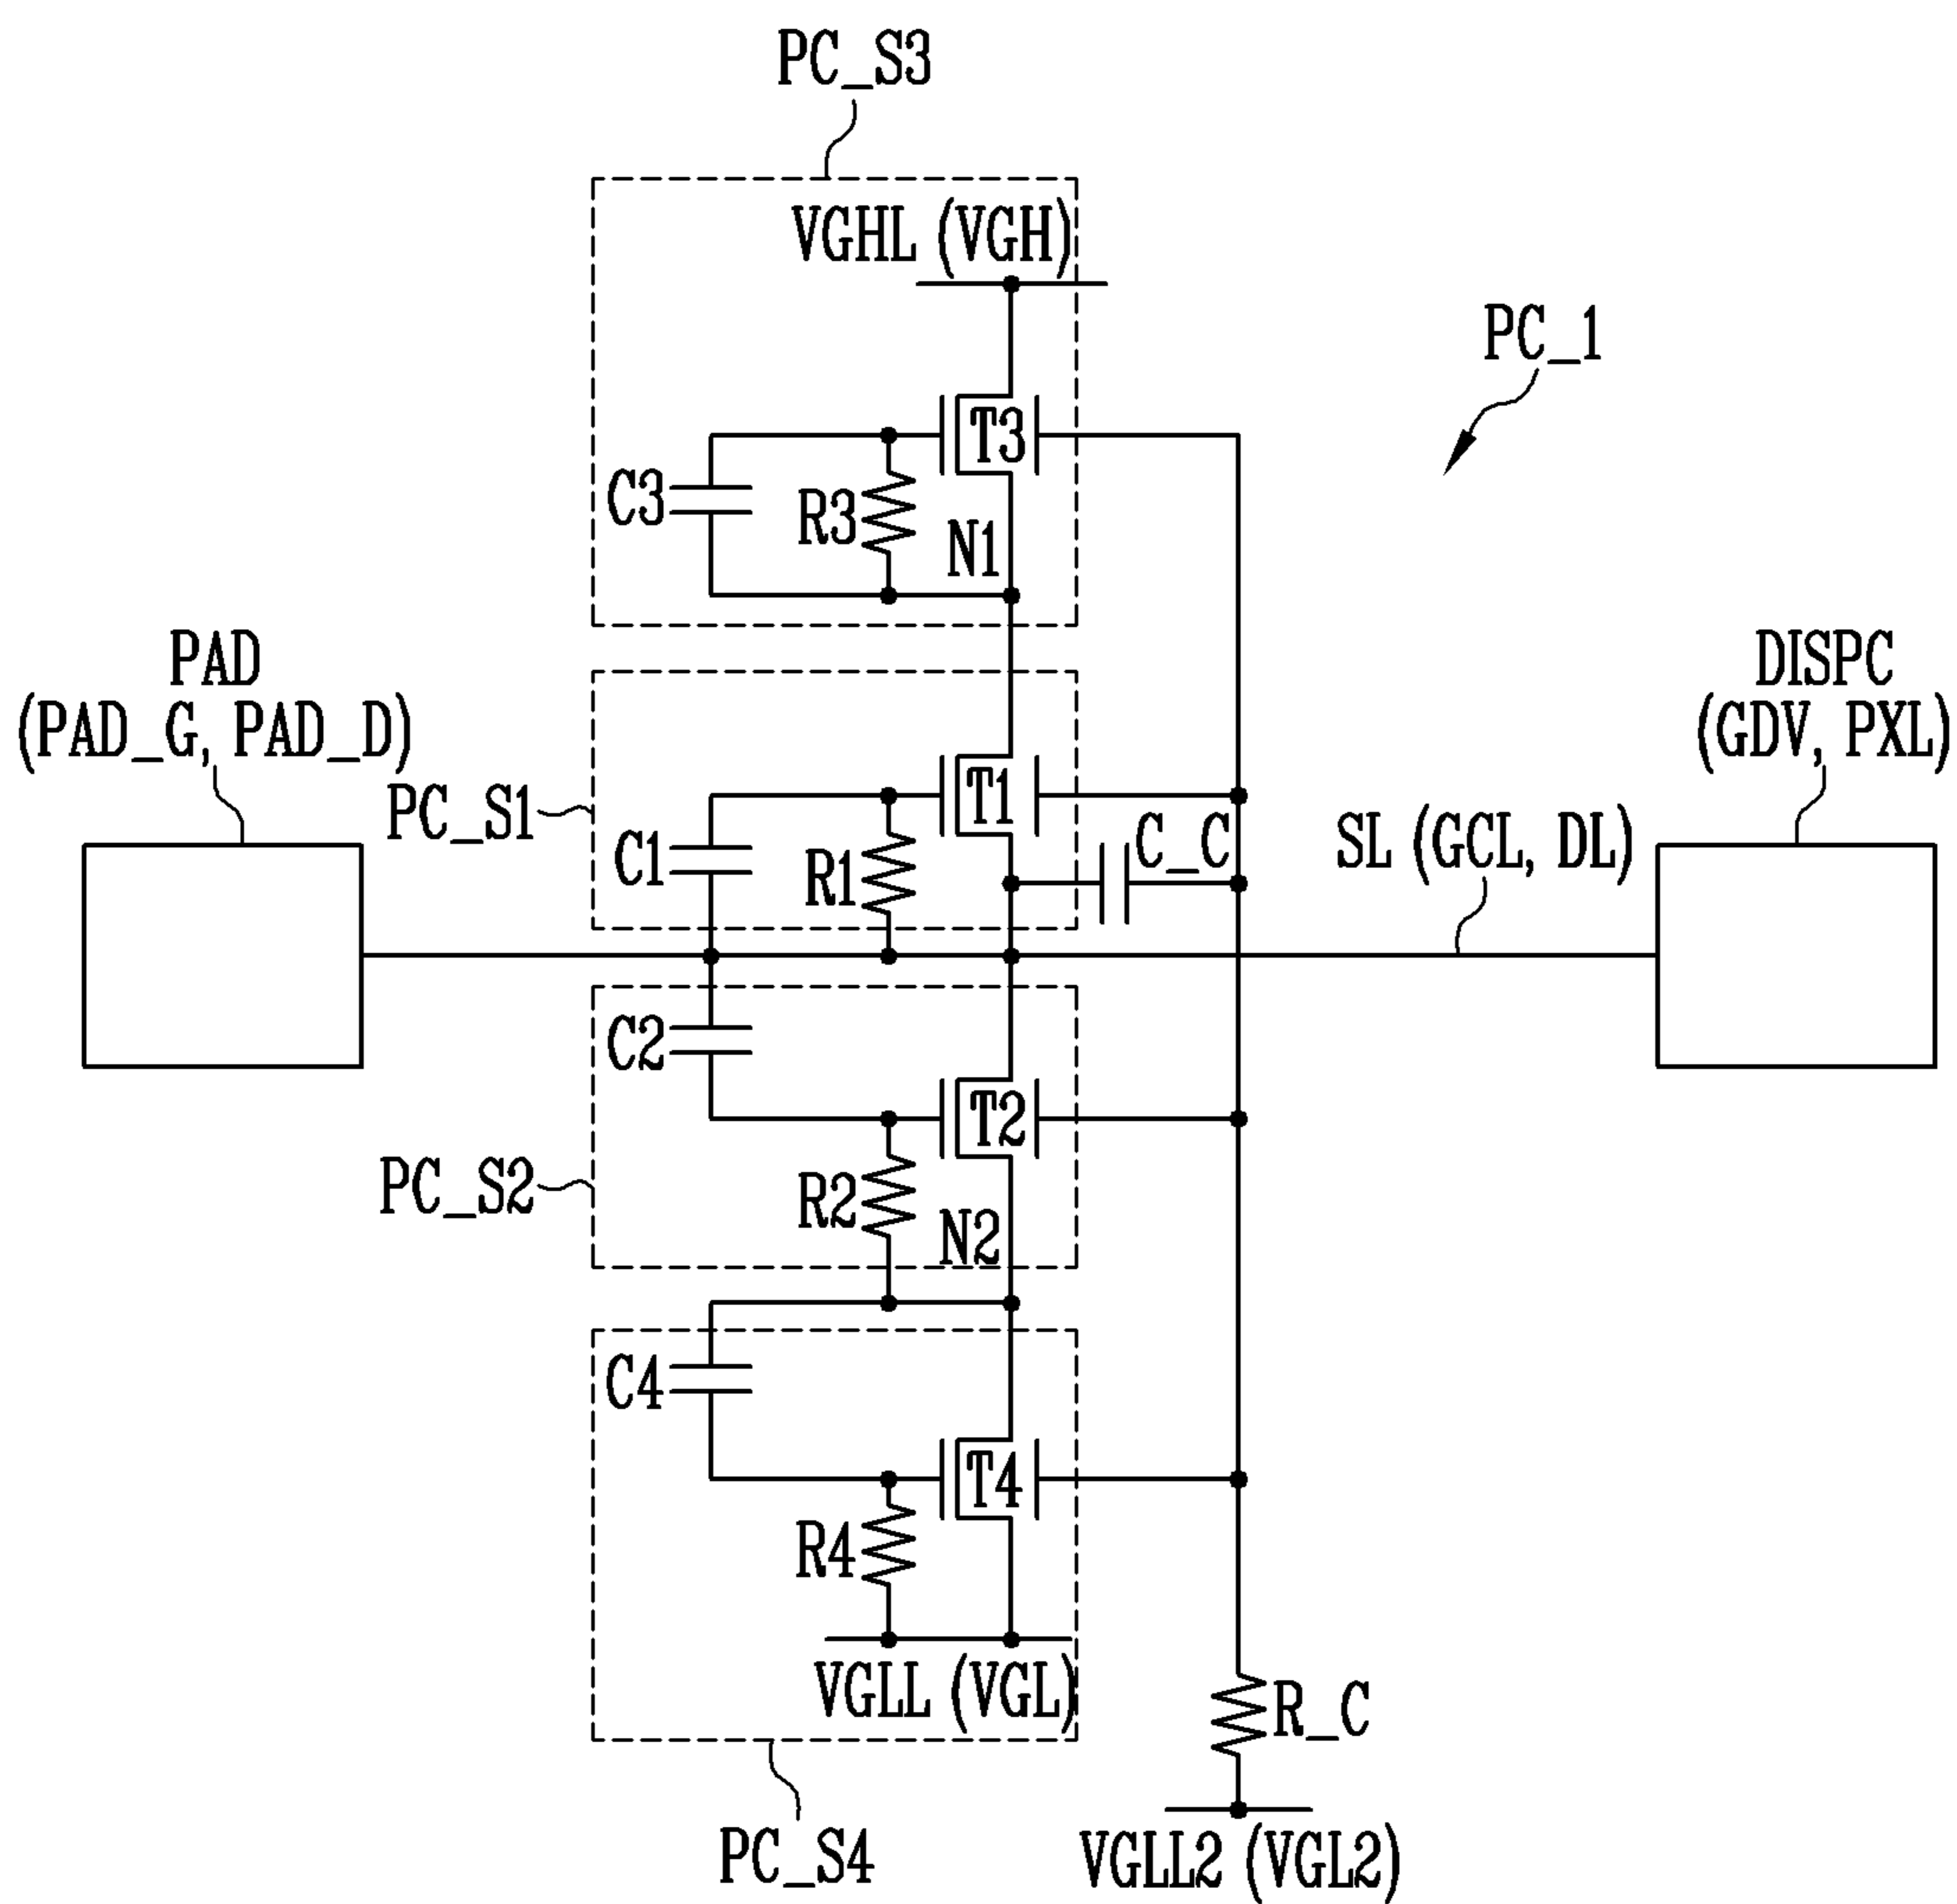 PC_S3
VGHL (VGH)
PC_1
T3
C3
R3
N1
PAD
(PAD_G, PAD_D)
DISPC
(GDV, PXL)
PC_S1
T1
C1
R1
C_C
SL (GCL, DL)
C2
T2
PC_S2
R2
N2
C4
T4
R4
VGLL (VGL)
R_C
PC_S4
VGLL2 (VGL2)